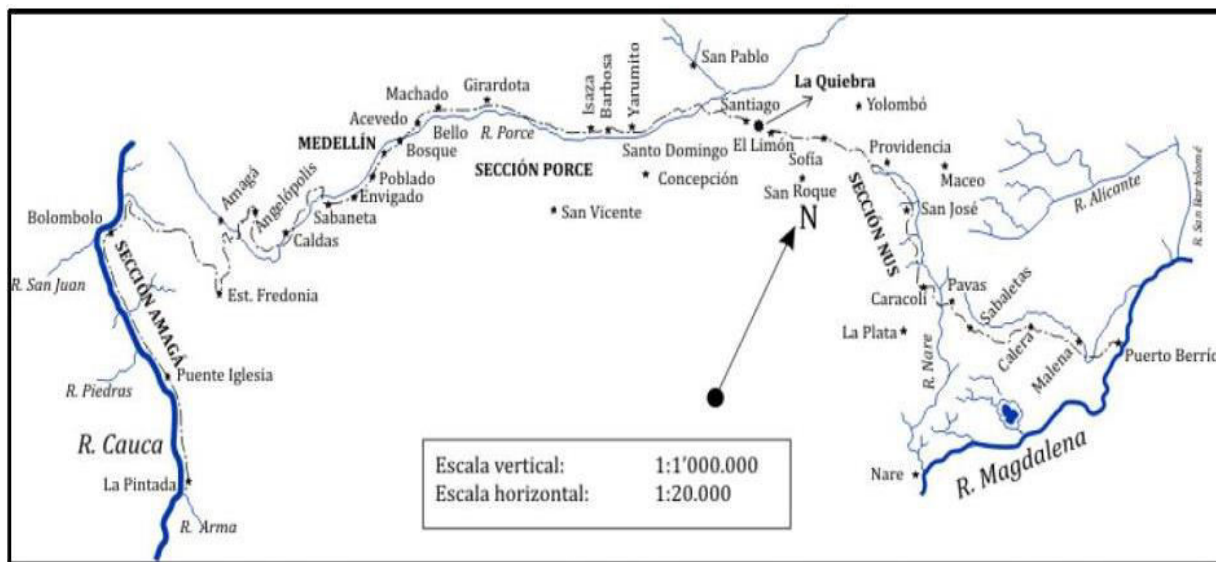 San Pablo
La Quiebra
Isaza
Barbosa
Yarumito
Girardota
Machado
Acevedo
Santiago
Yolombó
MEDELLÍN
Bello
R. Porce
Bosque
Santo Domingo
El Limón
Sofía
Providencia
SECCIÓN PORCE
Poblado
Envigado
Sabaneta
Concepción
San Roque
Maceo
R. Alicante
R. San Bartolomé
Amagá
Angelópolis
San Vicente
N
San José
SECCIÓN NUS
Bolombolo
Caldas
R. San Juan
SECCIÓN AMAGÁ
Est. Fredonia
Caracolí
Pavas
Sabaletas
La Plata
R. Nare
Calera
Malena
Puerto Berrío
Puente Iglesia
R. Piedras
R. Cauca
La Pintada
R. Arma
Escala vertical: 1:1'000.000
Escala horizontal: 1:20.000
Nare
R. Magdalena